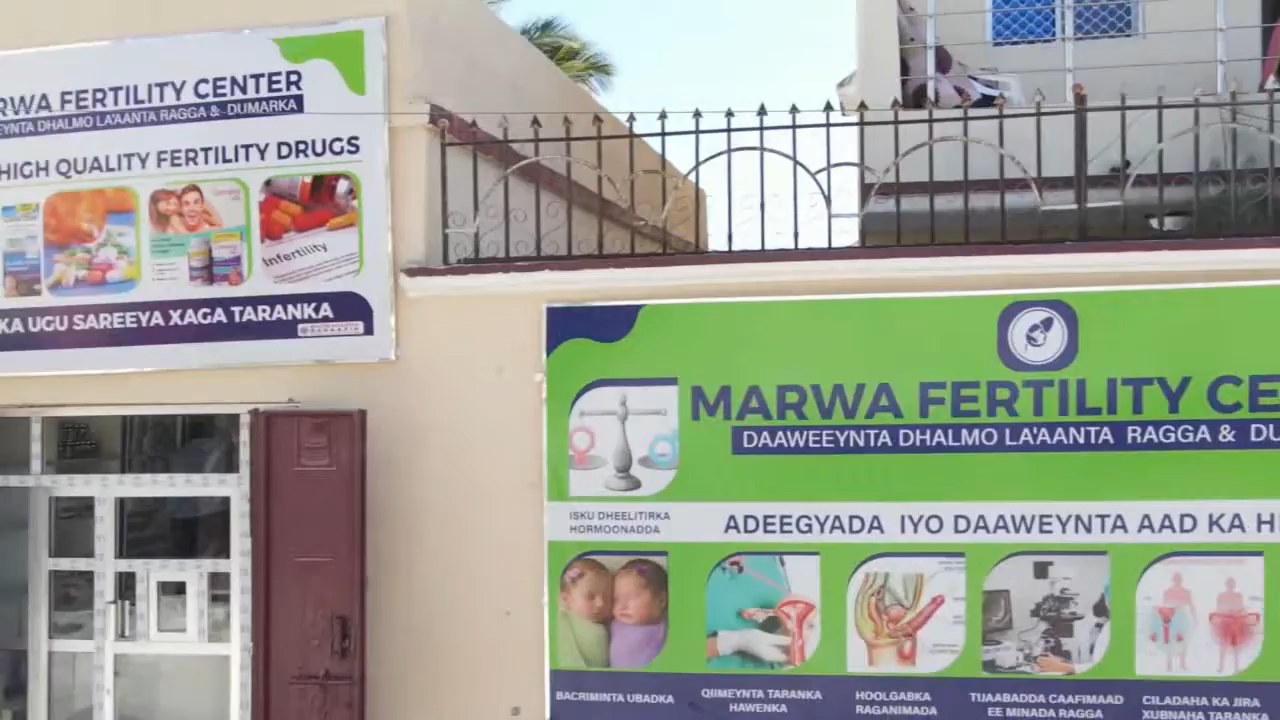 RWA FERTILITY CENTER
EYNTA DHALMO LA'AANTA RAGGA & DUMARKA
HIGH QUALITY FERTILITY DRUGS
Infertility
KA UGU SAREEYA XAGA TARANKA
MARWA FERTILITY CE
DAAWEEYNTA DHALMO LA'AANTA RAGGA & DU
ISKU DHEELITIRKA
HORMOONADDA
ADEEGYADA IYO DAAWEYNTA AAD KA H
BACRIMINTA UBADKA
QIIMEYNTA TARANKA
HAWENKA
HOOLGABKA
RAGANIMADA
TIJAABADDA CAAFIMAAD
EE MINADA RAGGA
CILADAHA KA JIRA
XUBNAHA TARANKA